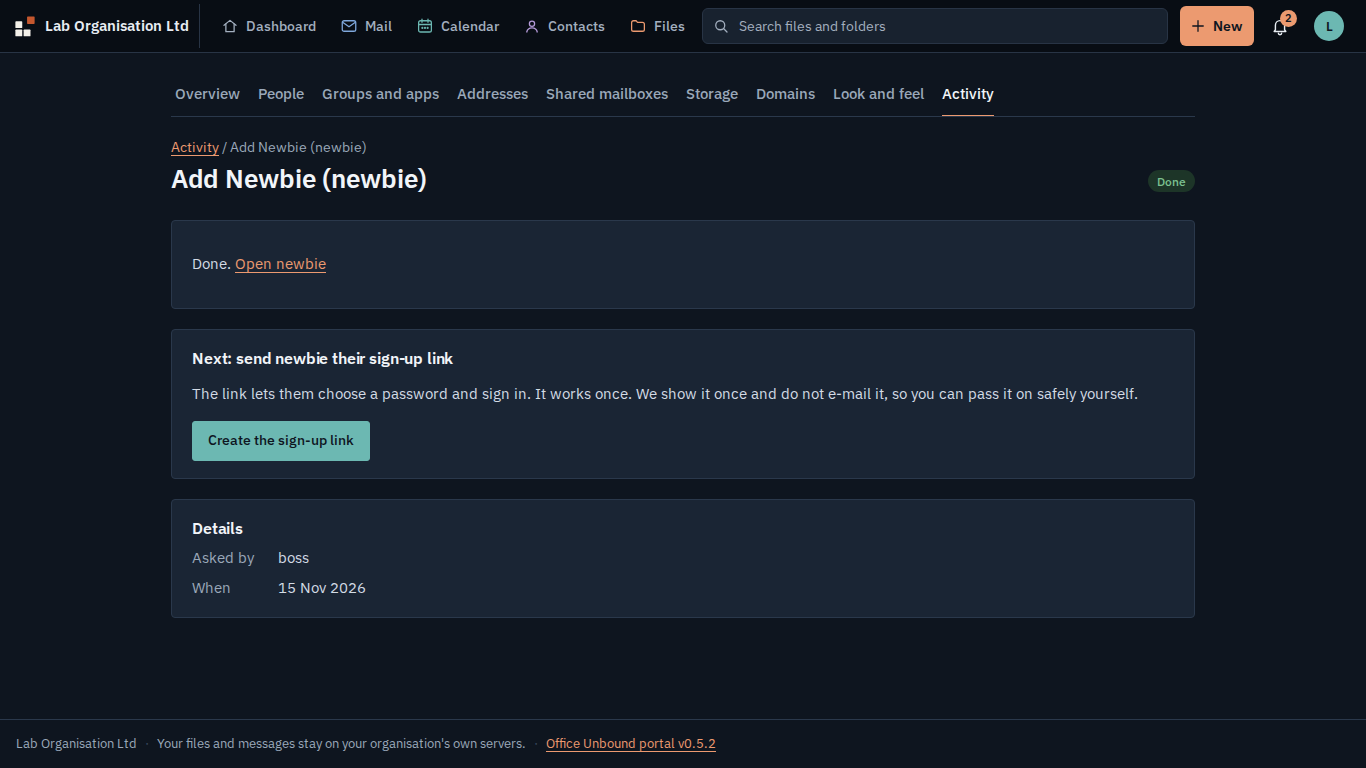 Lab Organisation Ltd
Dashboard
Mail
Calendar
Contacts
Files
Search files and folders
New
2
L
Overview
People
Groups and apps
Addresses
Shared mailboxes
Storage
Domains
Look and feel
Activity
Activity / Add Newbie (newbie)
Add Newbie (newbie)
Done
Done. Open newbie
Next: send newbie their sign-up link
The link lets them choose a password and sign in. It works once. We show it once and do not e-mail it, so you can pass it on safely yourself.
Create the sign-up link
Details
Asked by boss
When 15 Nov 2026
Lab Organisation Ltd · Your files and messages stay on your organisation's own servers. · Office Unbound portal v0.5.2